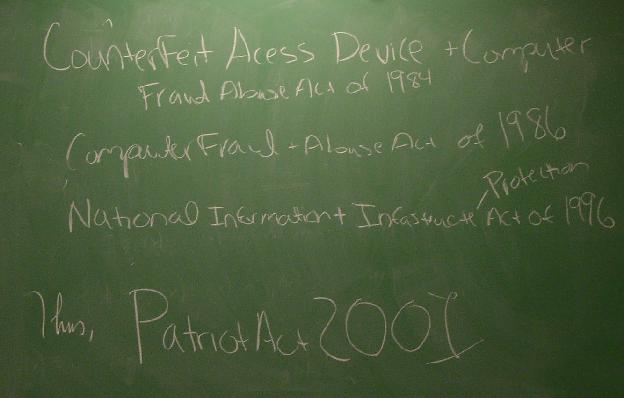 Counterfeit Acess Device + Computer
Fraud Abuse Act of 1984
Computer Fraud + Abuse Act of 1986
Protection
National Information + Infastructe Act of 1996
Thus, Patriot Act 2001